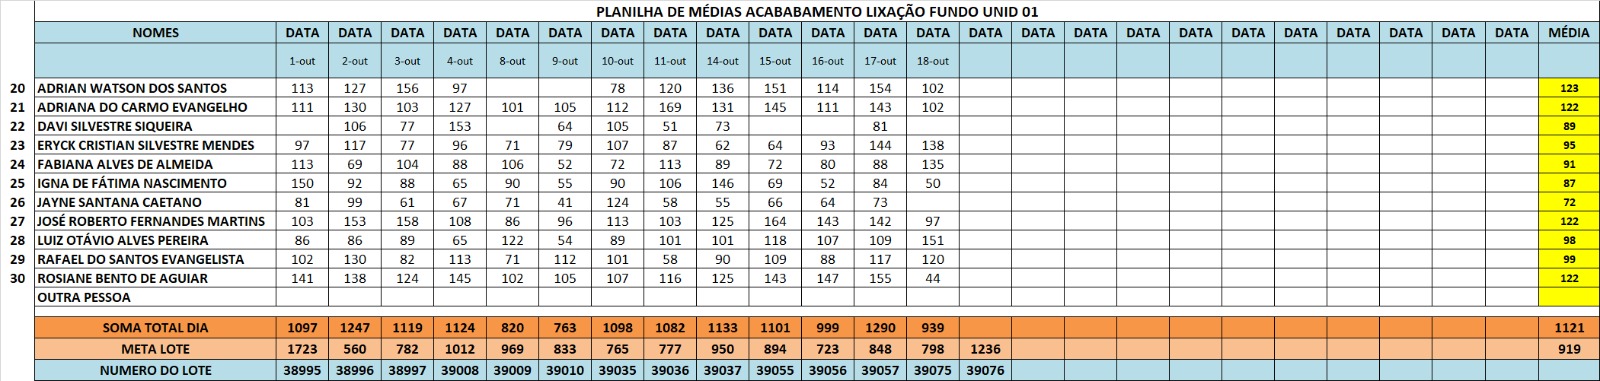 PLANILHA DE MÉDIAS ACABABAMENTO LIXAÇÃO FUNDO UNID 01
NOMES DATA DATA DATA DATA DATA DATA DATA DATA DATA DATA DATA DATA DATA DATA DATA DATA DATA DATA DATA DATA DATA DATA DATA DATA MÉDIA
1-out 2-out 3-out 4-out 8-out 9-out 10-out 11-out 14-out 15-out 16-out 17-out 18-out
20 ADRIAN WATSON DOS SANTOS 113 127 156 97 78 120 136 151 114 154 102 123
21 ADRIANA DO CARMO EVANGELHO 111 130 103 127 101 105 112 169 131 145 111 143 102 122
22 DAVI SILVESTRE SIQUEIRA 106 77 153 64 105 51 73 81 89
23 ERYCK CRISTIAN SILVESTRE MENDES 97 117 77 96 71 79 107 87 62 64 93 144 138 95
24 FABIANA ALVES DE ALMEIDA 113 69 104 88 106 52 72 113 89 72 80 88 135 91
25 IGNA DE FÁTIMA NASCIMENTO 150 92 88 65 90 55 90 106 146 69 52 84 50 87
26 JAYNE SANTANA CAETANO 81 99 61 67 71 41 124 58 55 66 64 73 72
27 JOSÉ ROBERTO FERNANDES MARTINS 103 153 158 108 86 96 113 103 125 164 143 142 97 122
28 LUIZ OTÁVIO ALVES PEREIRA 86 86 89 65 122 54 89 101 101 118 107 109 151 98
29 RAFAEL DO SANTOS EVANGELISTA 102 130 82 113 71 112 101 58 90 109 88 117 120 99
30 ROSIANE BENTO DE AGUIAR 141 138 124 145 102 105 107 116 125 143 147 155 44 122
OUTRA PESSOA
SOMA TOTAL DIA 1097 1247 1119 1124 820 763 1098 1082 1133 1101 999 1290 939 1121
META LOTE 1723 560 782 1012 969 833 765 777 950 894 723 848 798 1236 919
NUMERO DO LOTE 38995 38996 38997 39008 39009 39010 39035 39036 39037 39055 39056 39057 39075 39076